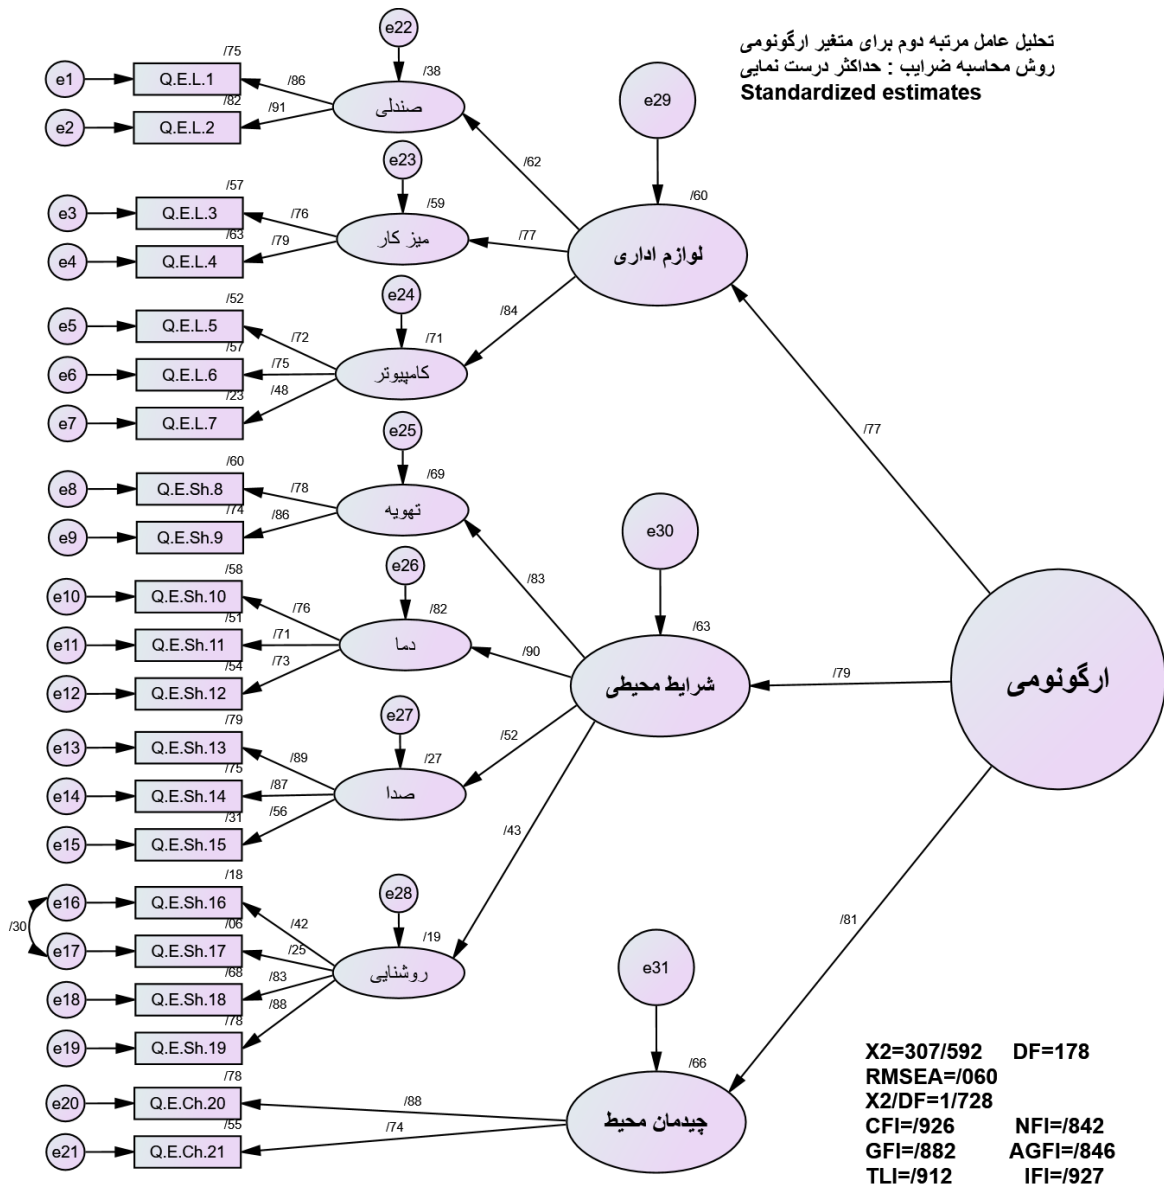 تحلیل عامل مرتبه دوم برای متغیر ارگونومی
روش محاسبه ضرایب : حداکثر درست نمایی
Standardized estimates
e22
/75
e1
Q.E.L.1
/86
/38
صندلی
/82
e2
Q.E.L.2
/91
e29
/62
e23
/57
e3
Q.E.L.3
/76
/59
میز کار
/63
e4
Q.E.L.4
/79
/77
/60
لوازم اداری
e24
/52
e5
Q.E.L.5
/72
/71
کامپیوتر
/84
/57
e6
Q.E.L.6
/75
/23
e7
Q.E.L.7
/48
/77
e25
/60
e8
Q.E.Sh.8
/78
/69
تهویه
/74
e9
Q.E.Sh.9
/86
e30
/83
e26
/58
e10
Q.E.Sh.10
/76
/82
دما
/51
e11
Q.E.Sh.11
/71
/90
/54
e12
Q.E.Sh.12
/73
/63
شرایط محیطی
/79
ارگونومی
e27
/79
e13
Q.E.Sh.13
/89
/27
صدا
/52
/75
e14
Q.E.Sh.14
/87
/31
e15
Q.E.Sh.15
/56
/43
e28
/18
e16
Q.E.Sh.16
/42
/30
/06
e17
Q.E.Sh.17
/25
/19
روشنایی
/68
e18
Q.E.Sh.18
/83
/78
e19
Q.E.Sh.19
/88
/81
e31
/78
e20
Q.E.Ch.20
/88
/66
چیدمان محیط
/55
e21
Q.E.Ch.21
/74
X2=307/592 DF=178
RMSEA=/060
X2/DF=1/728
CFI=/926 NFI=/842
GFI=/882 AGFI=/846
TLI=/912 IFI=/927